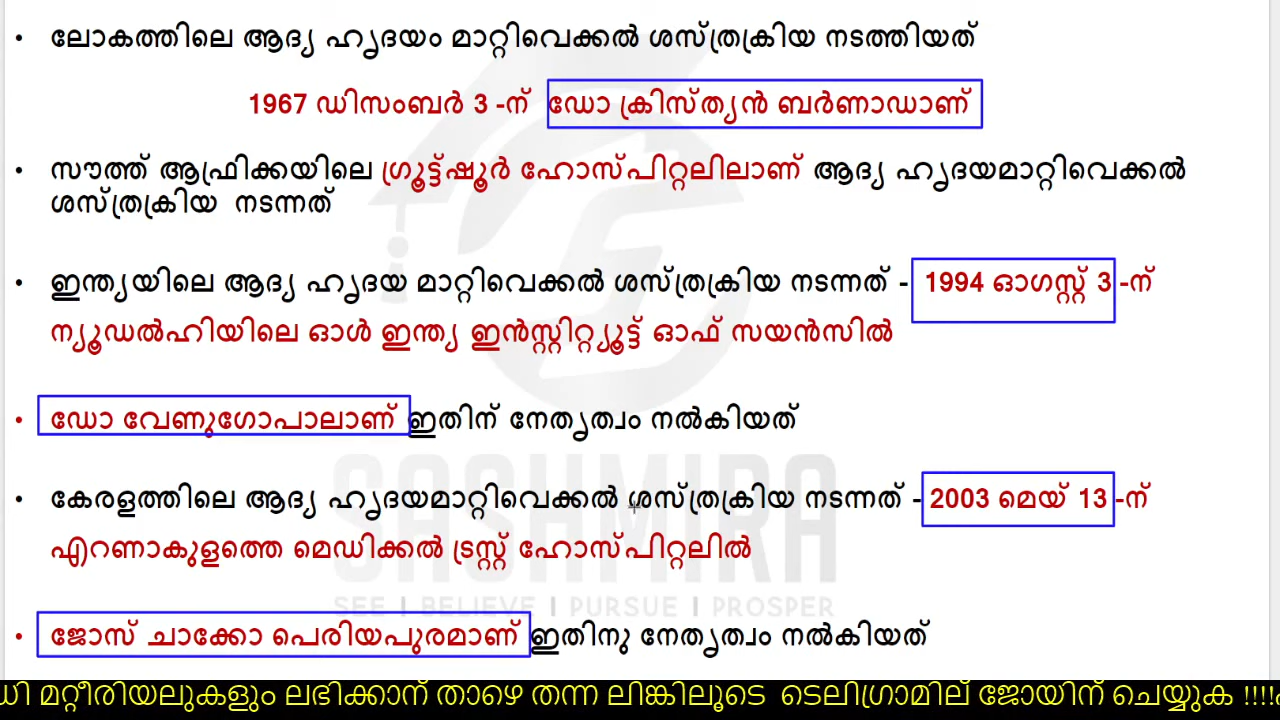 • ലോകത്തിലെ ആദ്യ ഹൃദയം മാറ്റിവെക്കൽ ശസ്ത്രക്രിയ നടത്തിയത്
1967 ഡിസംബർ 3 -ന് ഡോ ക്രിസ്ത്യൻ ബർണാഡാണ്
• സൗത്ത് ആഫ്രിക്കയിലെ ഗ്രൂട്ട്ഷൂർ ഹോസ്പിറ്റലിലാണ് ആദ്യ ഹൃദയമാറ്റിവെക്കൽ
ശസ്ത്രക്രിയ നടന്നത്
• ഇന്ത്യയിലെ ആദ്യ ഹൃദയ മാറ്റിവെക്കൽ ശസ്ത്രക്രിയ നടന്നത് - 1994 ഓഗസ്റ്റ് 3 -ന്
ന്യൂഡൽഹിയിലെ ഓൾ ഇന്ത്യ ഇൻസ്റ്റിറ്റ്യൂട്ട് ഓഫ് സയൻസിൽ
• ഡോ വേണുഗോപാലാണ് ഇതിന് നേതൃത്വം നൽകിയത്
• കേരളത്തിലെ ആദ്യ ഹൃദയമാറ്റിവെക്കൽ ശസ്ത്രക്രിയ നടന്നത് - 2003 മെയ് 13 -ന്
എറണാകുളത്തെ മെഡിക്കൽ ട്രസ്റ്റ് ഹോസ്പിറ്റലിൽ
SASHMIRA
SEE I BELIEVE I PURSUE I PROSPER
• ജോസ് ചാക്കോ പെരിയപുരമാണ് ഇതിനു നേതൃത്വം നൽകിയത്
മറ്റീരിയലുകളും ലഭിക്കാന് താഴെ തന്ന ലിങ്കിലൂടെ ടെലിഗ്രാമില് ജോയിന് ചെയ്യുക !!!!